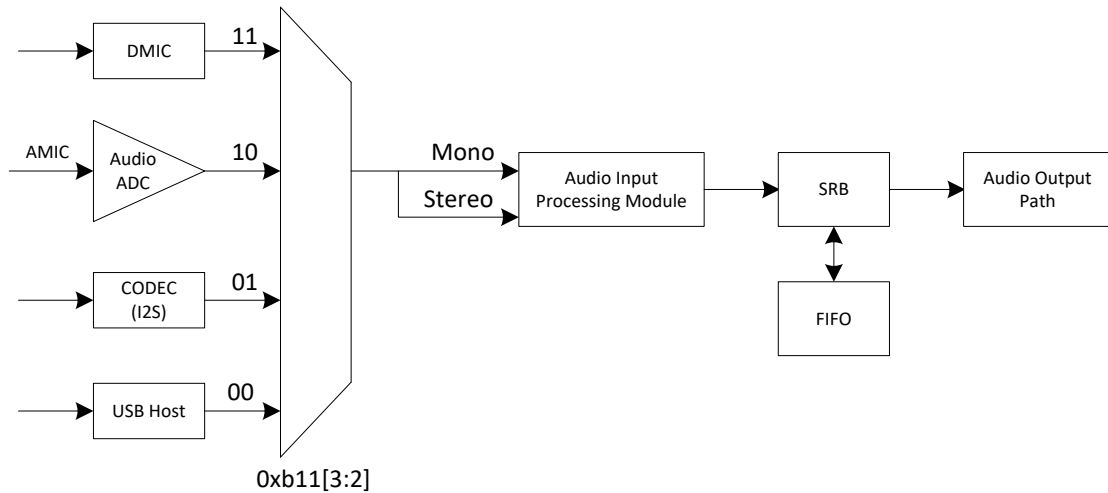 DMIC
11
AMIC
Audio
ADC
10
CODEC
(I2S)
01
USB Host
00
0xb11[3:2]
Mono
Stereo
Audio Input
Processing Module
SRB
FIFO
Audio Output
Path